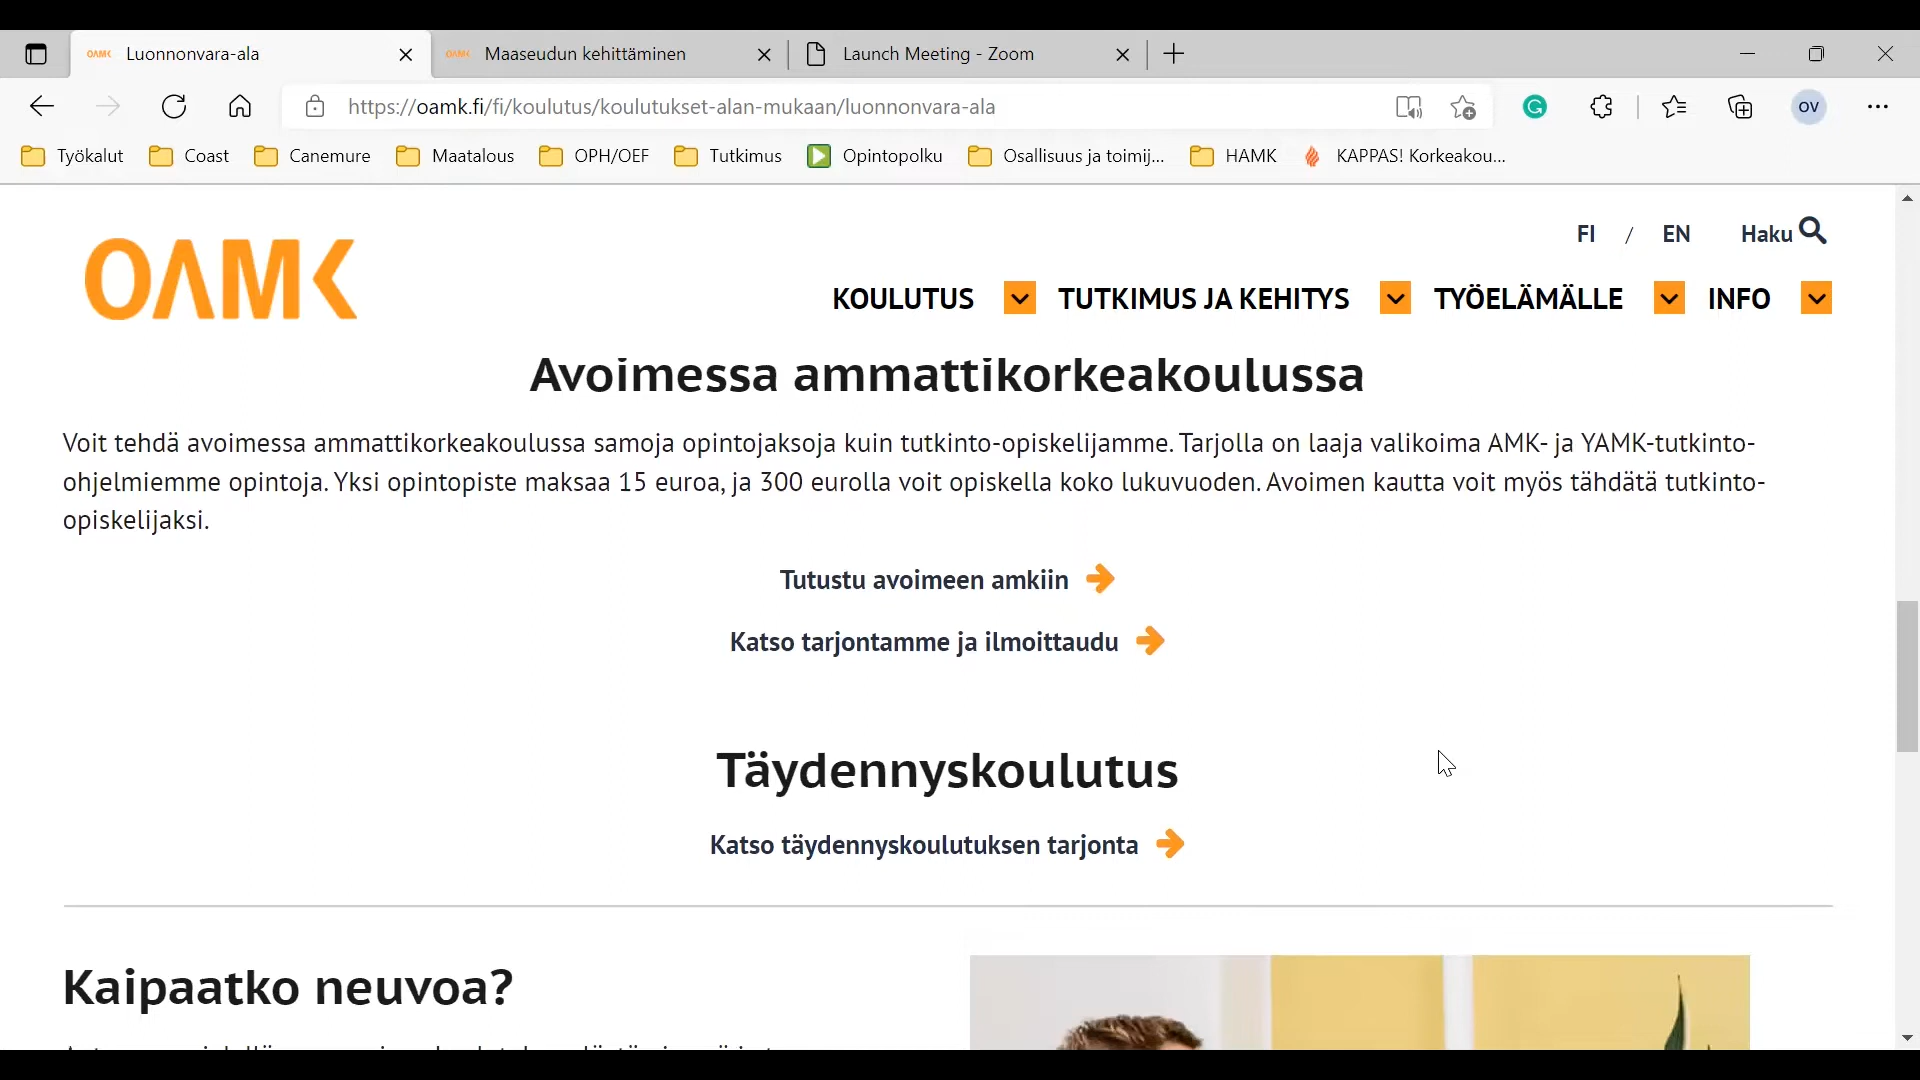 Luonnonvara-ala
Maaseudun kehittäminen
Launch Meeting - Zoom
https://oamk.fi/fi/koulutus/koulutukset-alan-mukaan/luonnonvara-ala
OV
Työkalut
Coast
Canemure
Maatalous
OPH/OEF
Tutkimus
Opintopolku
Osallisuus ja toimij...
HAMK
KAPPAS! Korkeakou...
OAMK
FI / EN
Haku
KOULUTUS
TUTKIMUS JA KEHITYS
TYÖELÄMÄLLE
INFO
Avoimessa ammattikorkeakoulussa
Voit tehdä avoimessa ammattikorkeakoulussa samoja opintojaksoja kuin tutkinto-opiskelijamme. Tarjolla on laaja valikoima AMK- ja YAMK-tutkinto-
ohjelmiemme opintoja. Yksi opintopiste maksaa 15 euroa, ja 300 eurolla voit opiskella koko lukuvuoden. Avoimen kautta voit myös tähdätä tutkinto-
opiskelijaksi.
Tutustu avoimeen amkiin
Katso tarjontamme ja ilmoittaudu
Täydennyskoulutus
Katso täydennyskoulutuksen tarjonta
Kaipaatko neuvoa?